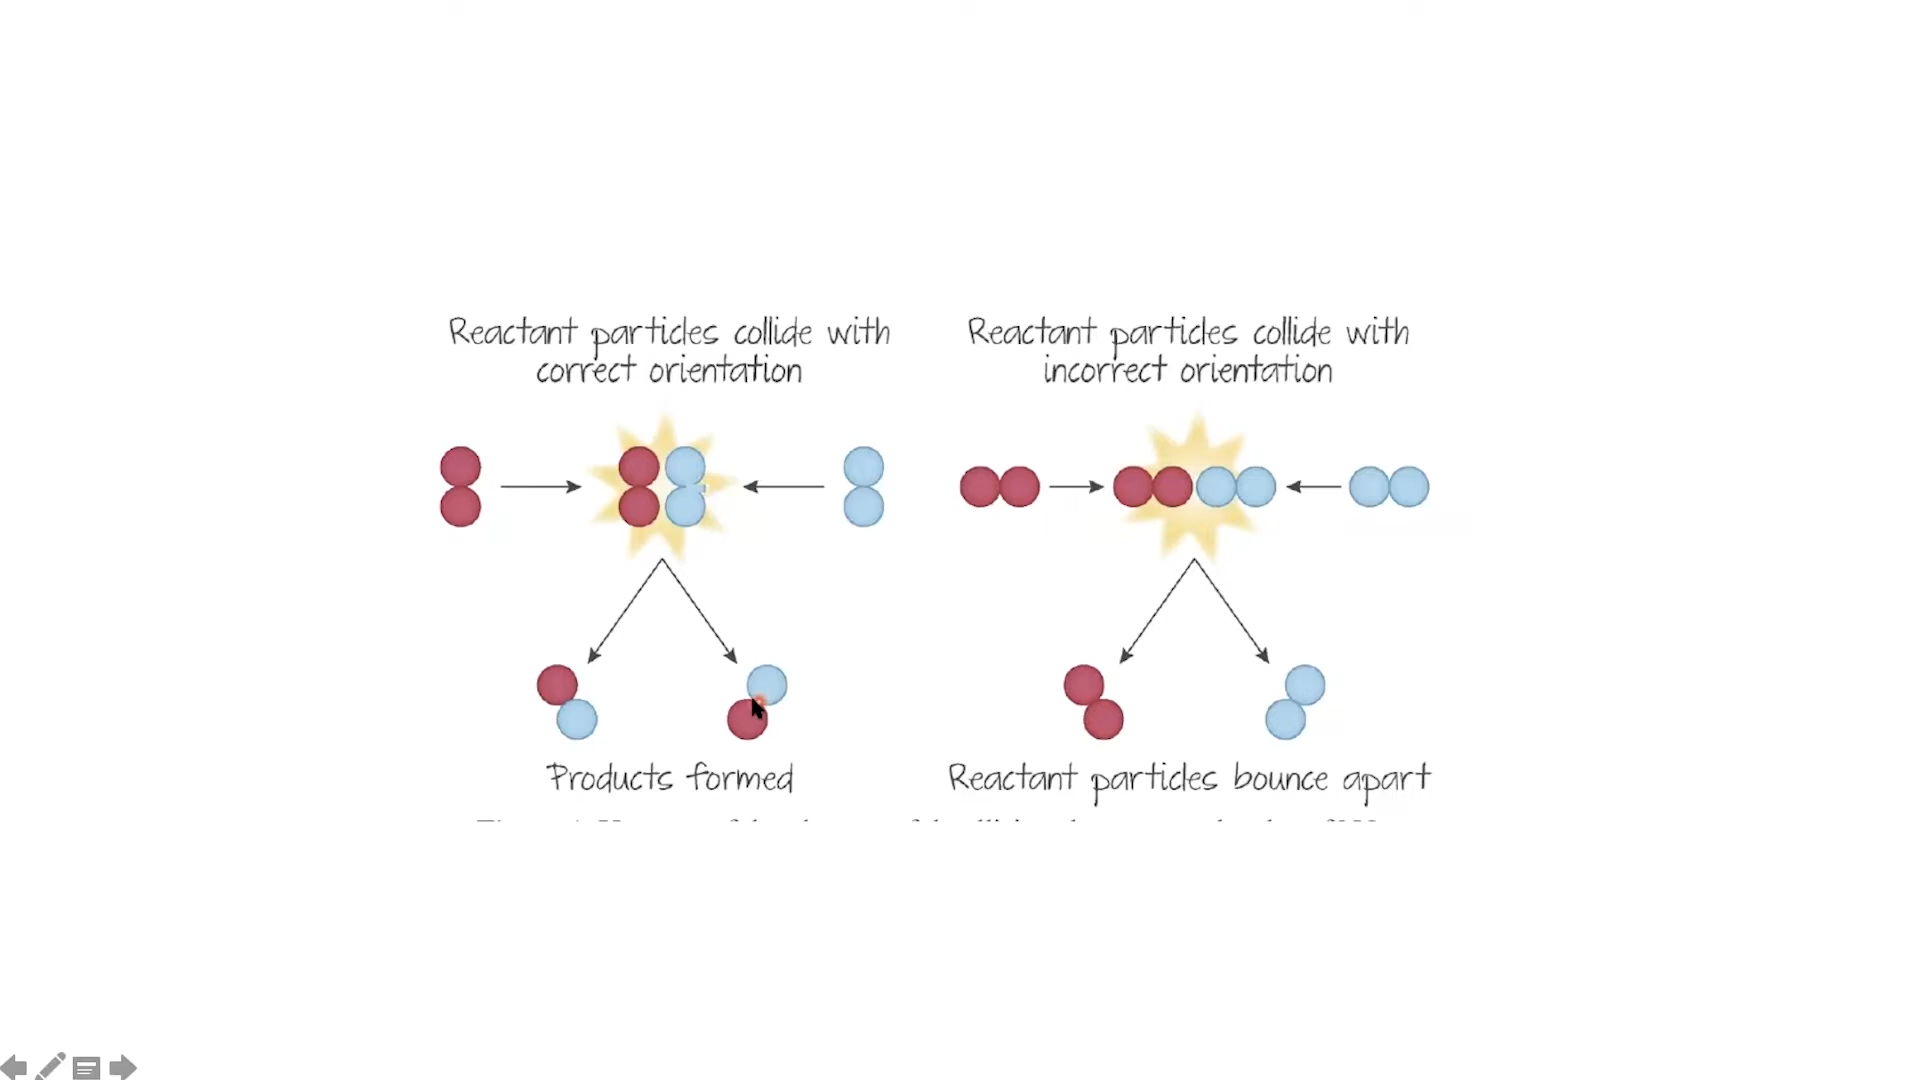 Reactant particles collide with
correct orientation
Reactant particles collide with
incorrect orientation
Products formed
Reactant particles bounce apart